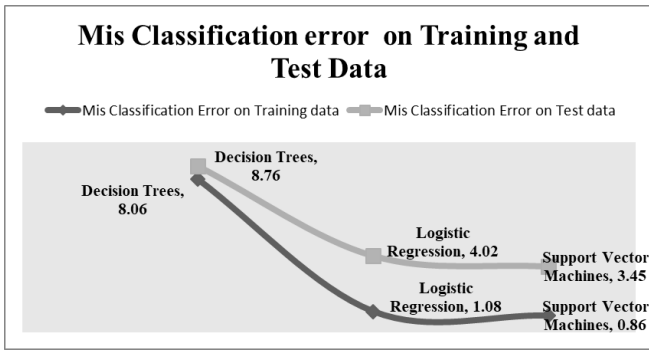 Mis Classification error on Training and
Test Data
Mis Classification Error on Training data
Mis Classification Error on Test data
Decision Trees,
8.76
Decision Trees,
8.06
Logistic
Regression, 4.02
Support Vector
Machines, 3.45
Logistic
Regression, 1.08
Support Vector
Machines, 0.86